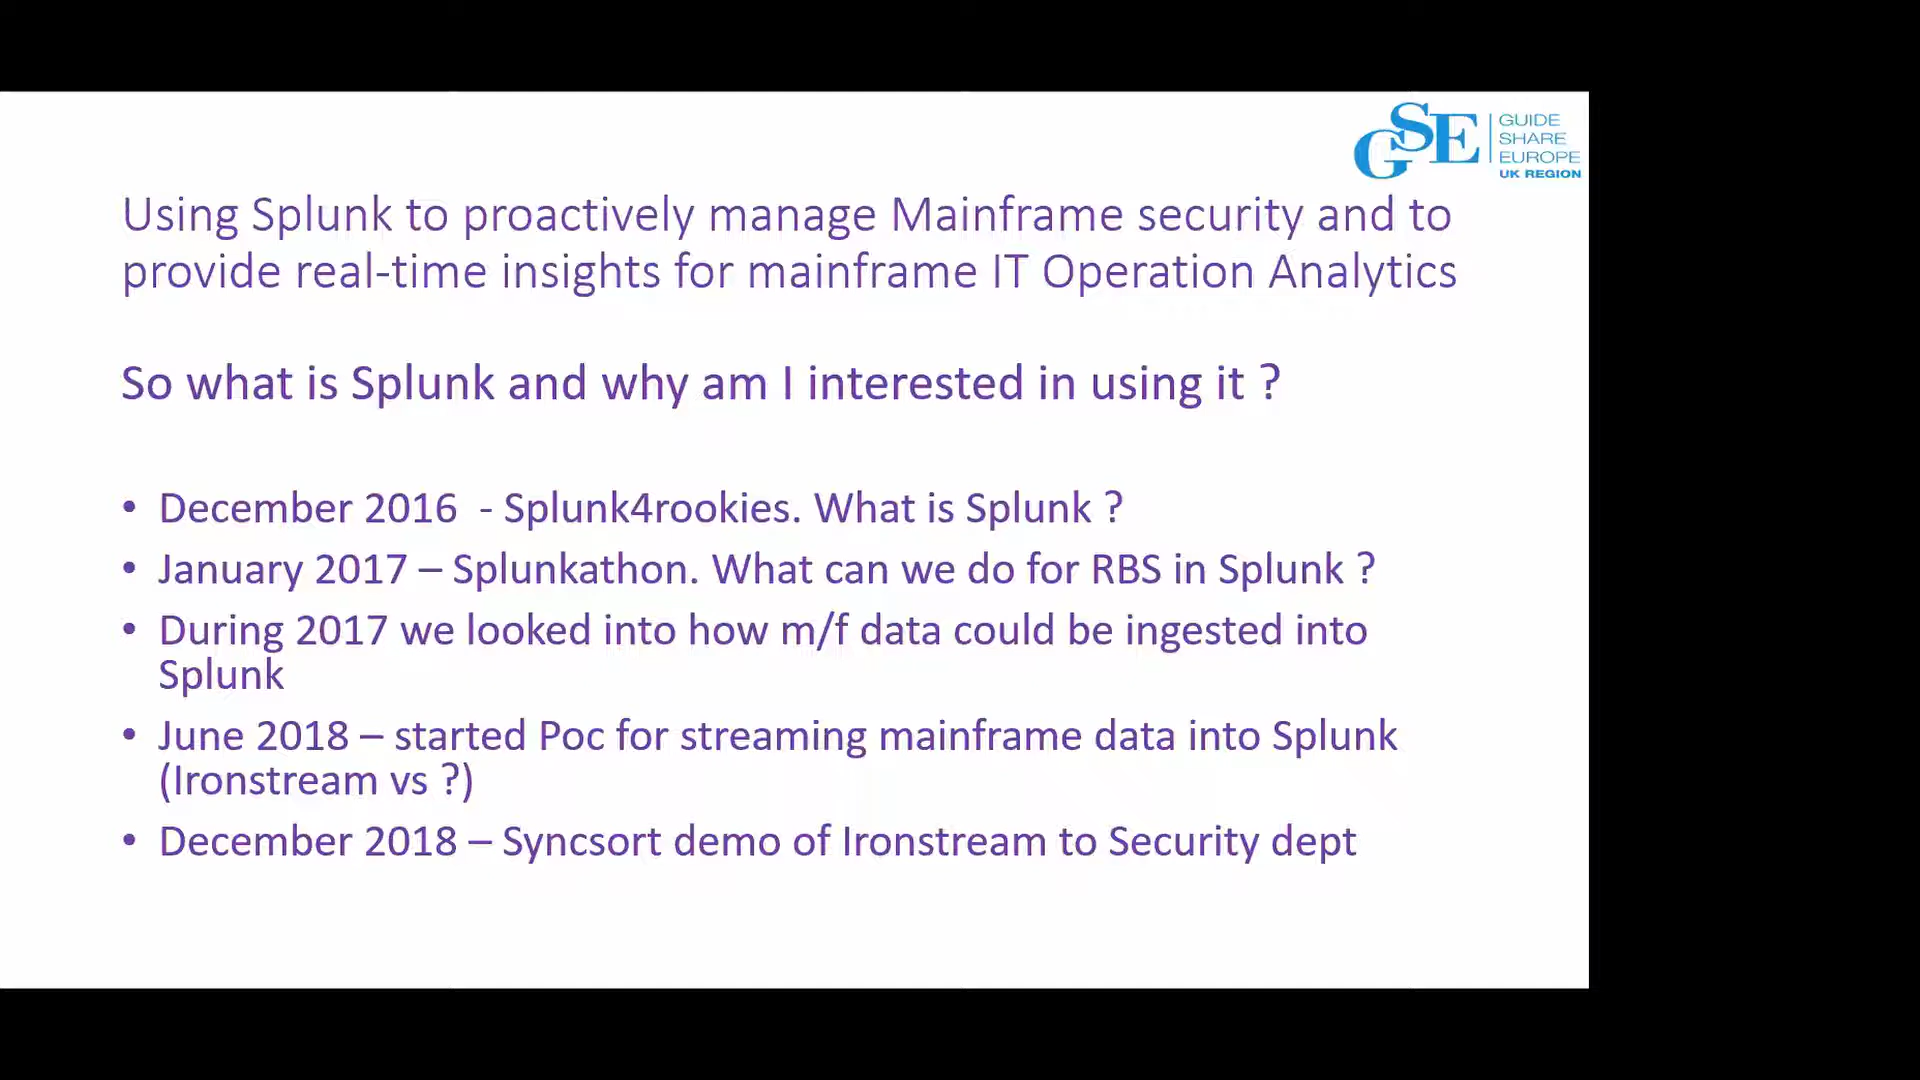 GSE
GUIDE
SHARE
EUROPE
UK REGION
Using Splunk to proactively manage Mainframe security and to
provide real-time insights for mainframe IT Operation Analytics
So what is Splunk and why am I interested in using it ?
• December 2016  - Splunk4rookies. What is Splunk ?
• January 2017 – Splunkathon. What can we do for RBS in Splunk ?
• During 2017 we looked into how m/f data could be ingested into
Splunk
• June 2018 – started Poc for streaming mainframe data into Splunk
(Ironstream vs ?)
• December 2018 – Syncsort demo of Ironstream to Security dept